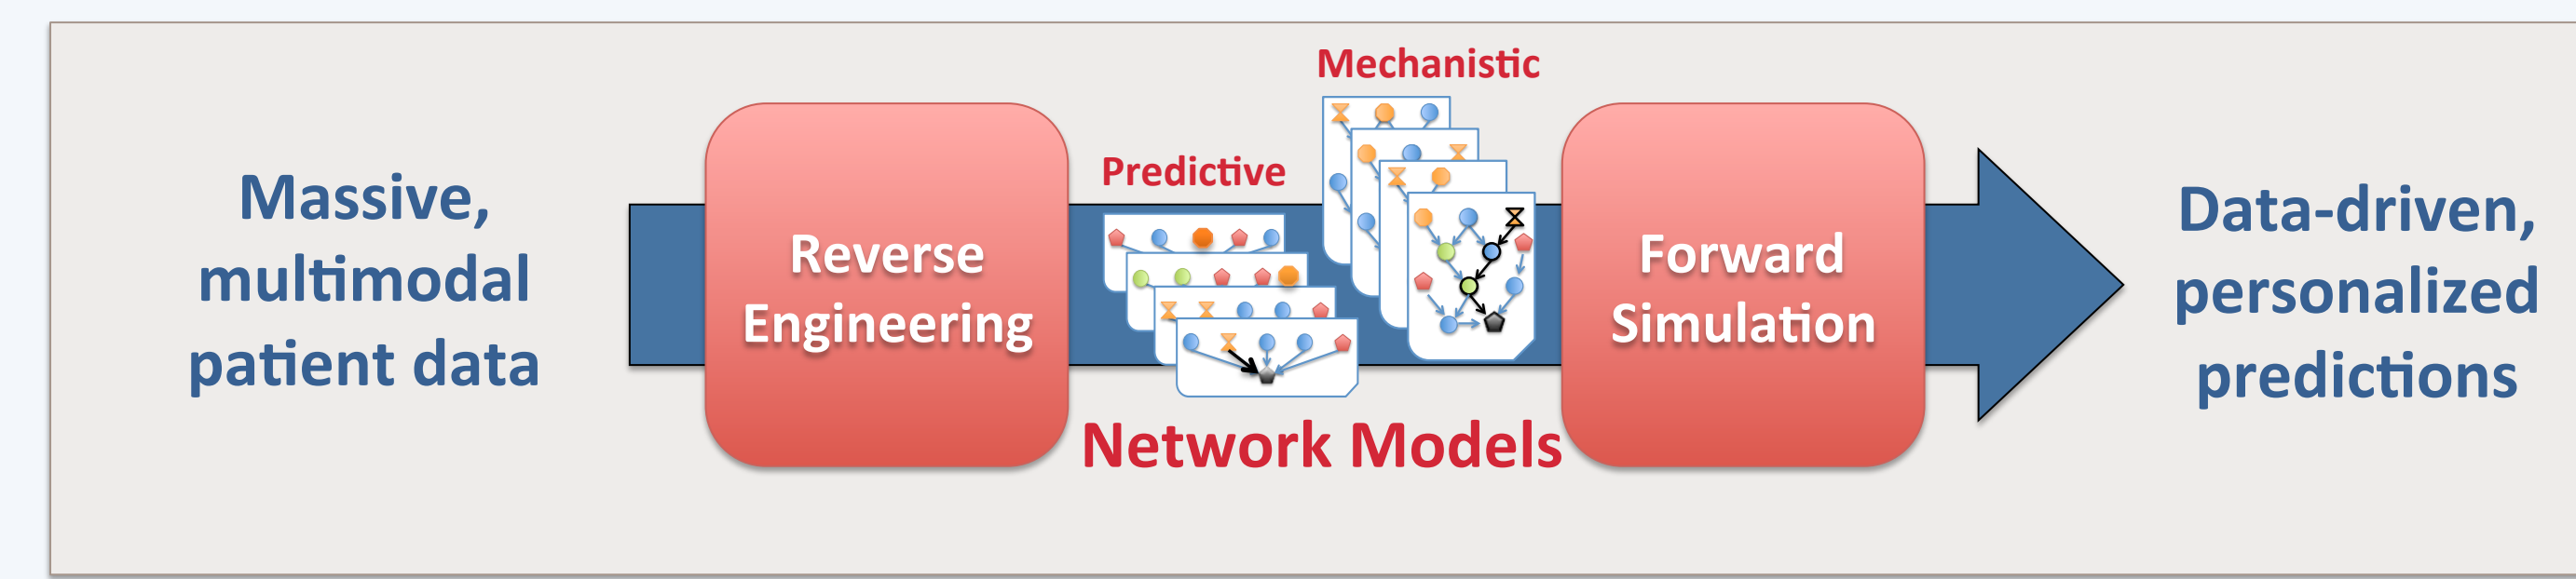 Massive,
multimodal
patient data
Reverse
Engineering
Predictive
Mechanistic
Network Models
Forward
Simulation
Data-driven,
personalized
predictions